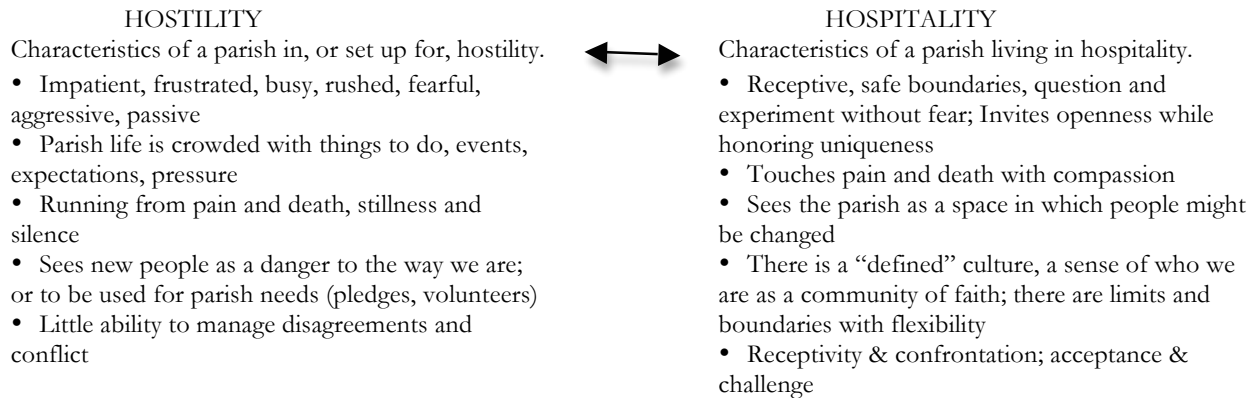 HOSTILITY
Characteristics of a parish in, or set up for, hostility.
• Impatient, frustrated, busy, rushed, fearful,
aggressive, passive
• Parish life is crowded with things to do, events,
expectations, pressure
• Running from pain and death, stillness and
silence
• Sees new people as a danger to the way we are;
or to be used for parish needs (pledges, volunteers)
• Little ability to manage disagreements and
conflict
HOSPITALITY
Characteristics of a parish living in hospitality.
• Receptive, safe boundaries, question and
experiment without fear; Invites openness while
honoring uniqueness
• Touches pain and death with compassion
• Sees the parish as a space in which people might
be changed
• There is a “defined” culture, a sense of who we
are as a community of faith; there are limits and
boundaries with flexibility
• Receptivity & confrontation; acceptance &
challenge